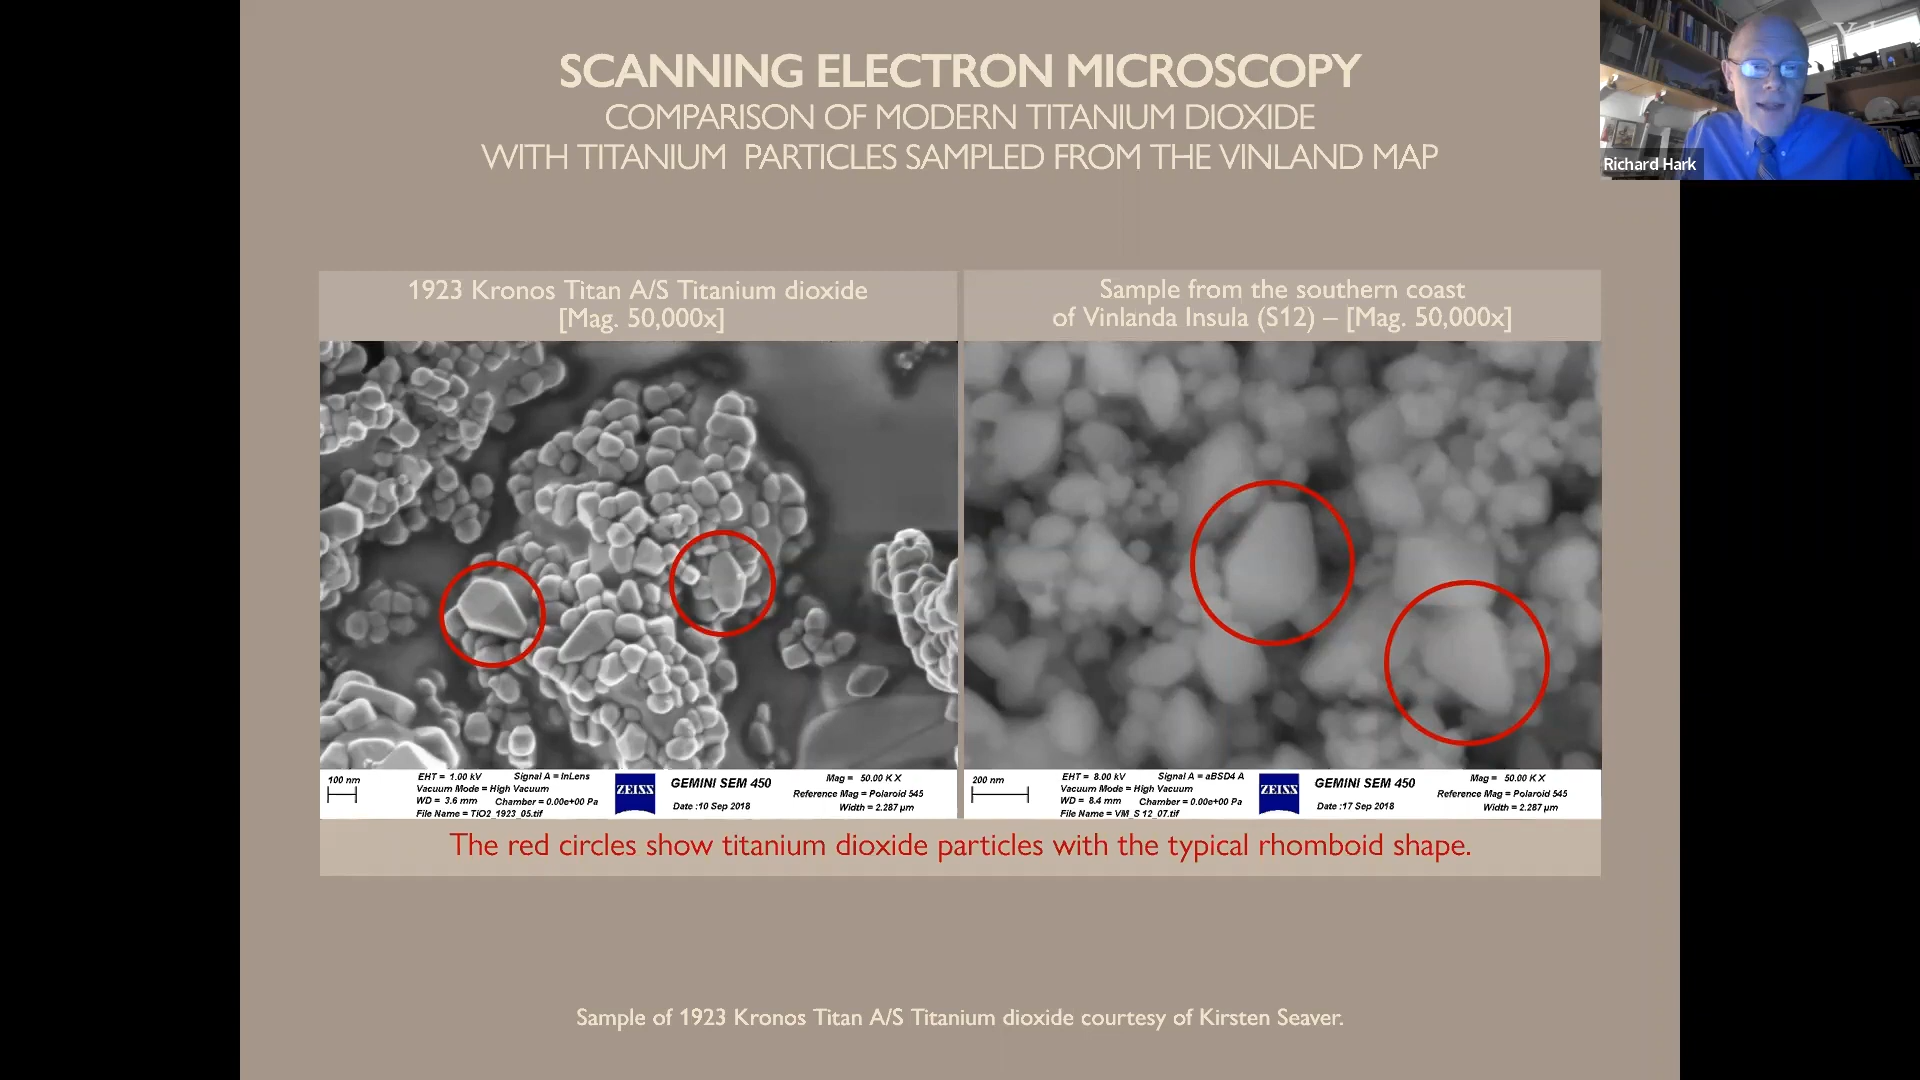 SCANNING ELECTRON MICROSCOPY
COMPARISON OF MODERN TITANIUM DIOXIDE
WITH TITANIUM PARTICLES SAMPLED FROM THE VINLAND MAP
Richard Hark
1923 Kronos Titan A/S Titanium dioxide
[Mag. 50,000x]
Sample from the southern coast
of Vinlanda Insula (S12) – [Mag. 50,000x]
100 nm
EHT = 1.00 kV Signal A = InLens
Vacuum Mode = High Vacuum
WD = 3.6 mm Chamber = 0.00e+00 Pa
File Name = TiO2_1923_05.tif
ZEISS
GEMINI SEM 450
Date :10 Sep 2018
Mag = 50.00 K X
Reference Mag = Polaroid 545
Width = 2.287 µm
200 nm
EHT = 8.00 kV Signal A = aBSD4 A
Vacuum Mode = High Vacuum
WD = 8.4 mm Chamber = 0.00e+00 Pa
File Name = VM_S 12_07.tif
ZEISS
GEMINI SEM 450
Date :17 Sep 2018
Mag = 50.00 K X
Reference Mag = Polaroid 545
Width = 2.287 µm
The red circles show titanium dioxide particles with the typical rhomboid shape.
Sample of 1923 Kronos Titan A/S Titanium dioxide courtesy of Kirsten Seaver.